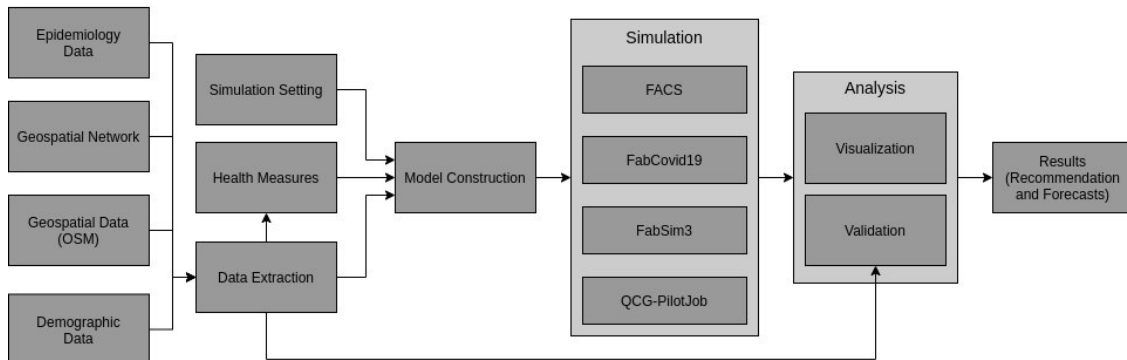 Epidemiology
Data
Geospatial Network
Geospatial Data
(OSM)
Demographic
Data
Simulation Setting
Health Measures
Data Extraction
Model Construction
Simulation
FACS
FabCovid19
FabSim3
QCG-PilotJob
Analysis
Visualization
Validation
Results
(Recommendation
and Forecasts)